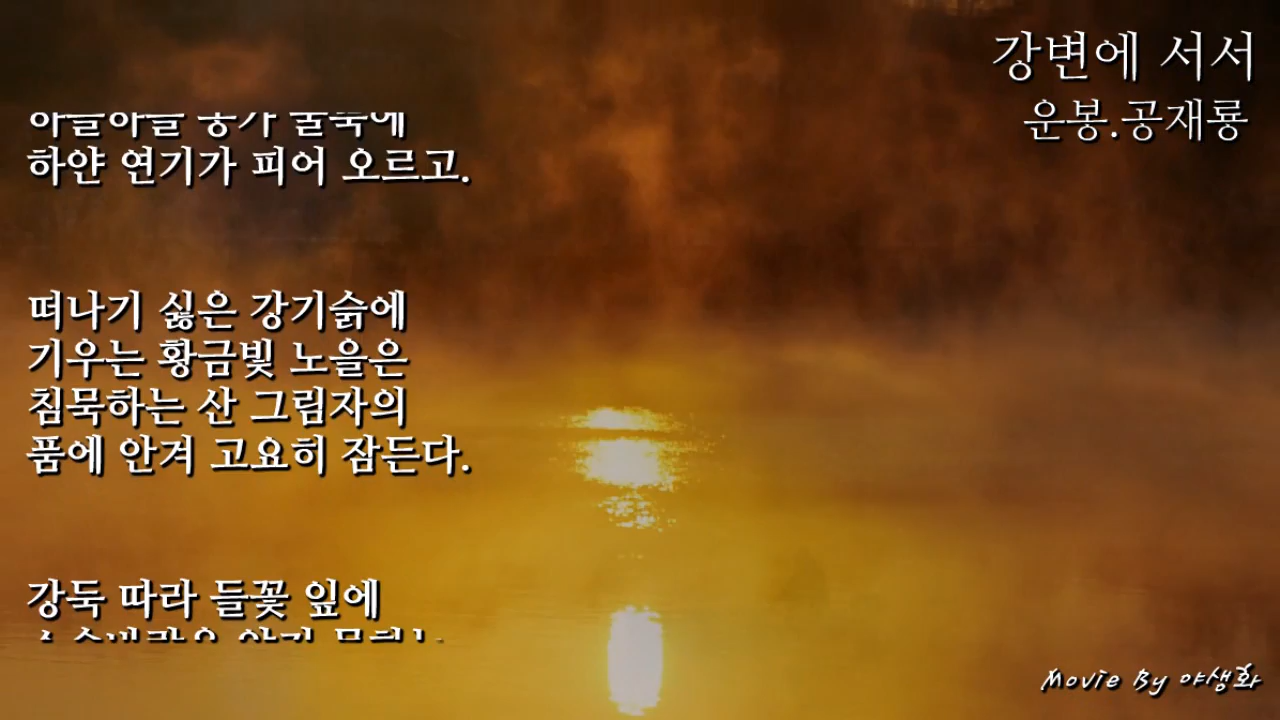 강변에 서서
운봉.공재룡
하얀 연기가 피어 오르고.
떠나기 싫은 강기슭에
기우는 황금빛 노을은
침묵하는 산 그림자의
품에 안겨 고요히 잠든다.
강둑 따라 들꽃 잎에
Movie By 야생화